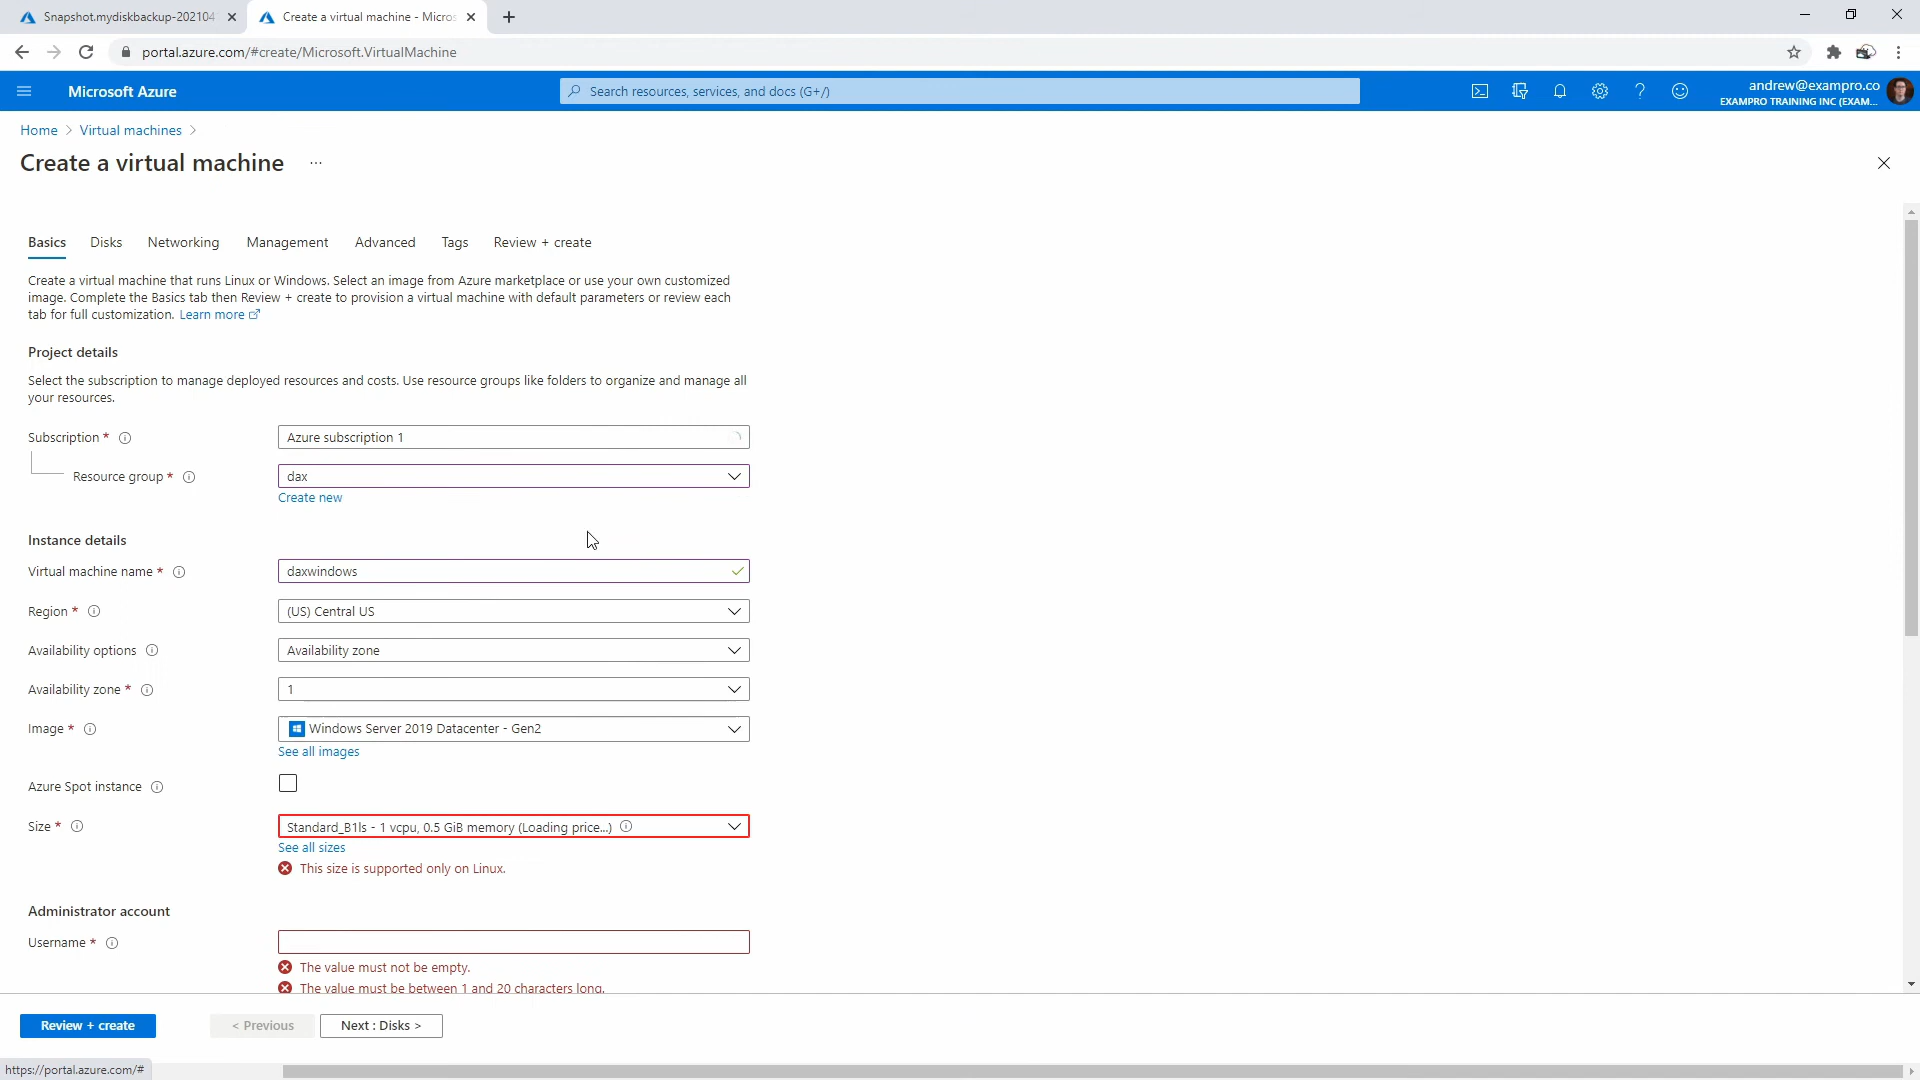 Snapshot.mydiskbackup-202104
Create a virtual machine - Micros
portal.azure.com/#create/Microsoft.VirtualMachine
Microsoft Azure
Search resources, services, and docs (G+/)
andrew@exampro.co
EXAMPRO TRAINING INC (EXAM...
Home > Virtual machines >
Create a virtual machine ...
Basics Disks Networking Management Advanced Tags Review + create
Create a virtual machine that runs Linux or Windows. Select an image from Azure marketplace or use your own customized
image. Complete the Basics tab then Review + create to provision a virtual machine with default parameters or review each
tab for full customization. Learn more
Project details
Select the subscription to manage deployed resources and costs. Use resource groups like folders to organize and manage all
your resources.
Subscription * Azure subscription 1
Resource group * dax
Create new
Instance details
Virtual machine name * daxwindows
Region * (US) Central US
Availability options Availability zone
Availability zone * 1
Image * Windows Server 2019 Datacenter - Gen2
See all images
Azure Spot instance
Size * Standard_B1ls - 1 vcpu, 0.5 GiB memory (Loading price...)
See all sizes
This size is supported only on Linux.
Administrator account
Username *
The value must not be empty.
The value must be between 1 and 20 characters long.
Review + create < Previous Next : Disks >
https://portal.azure.com/#